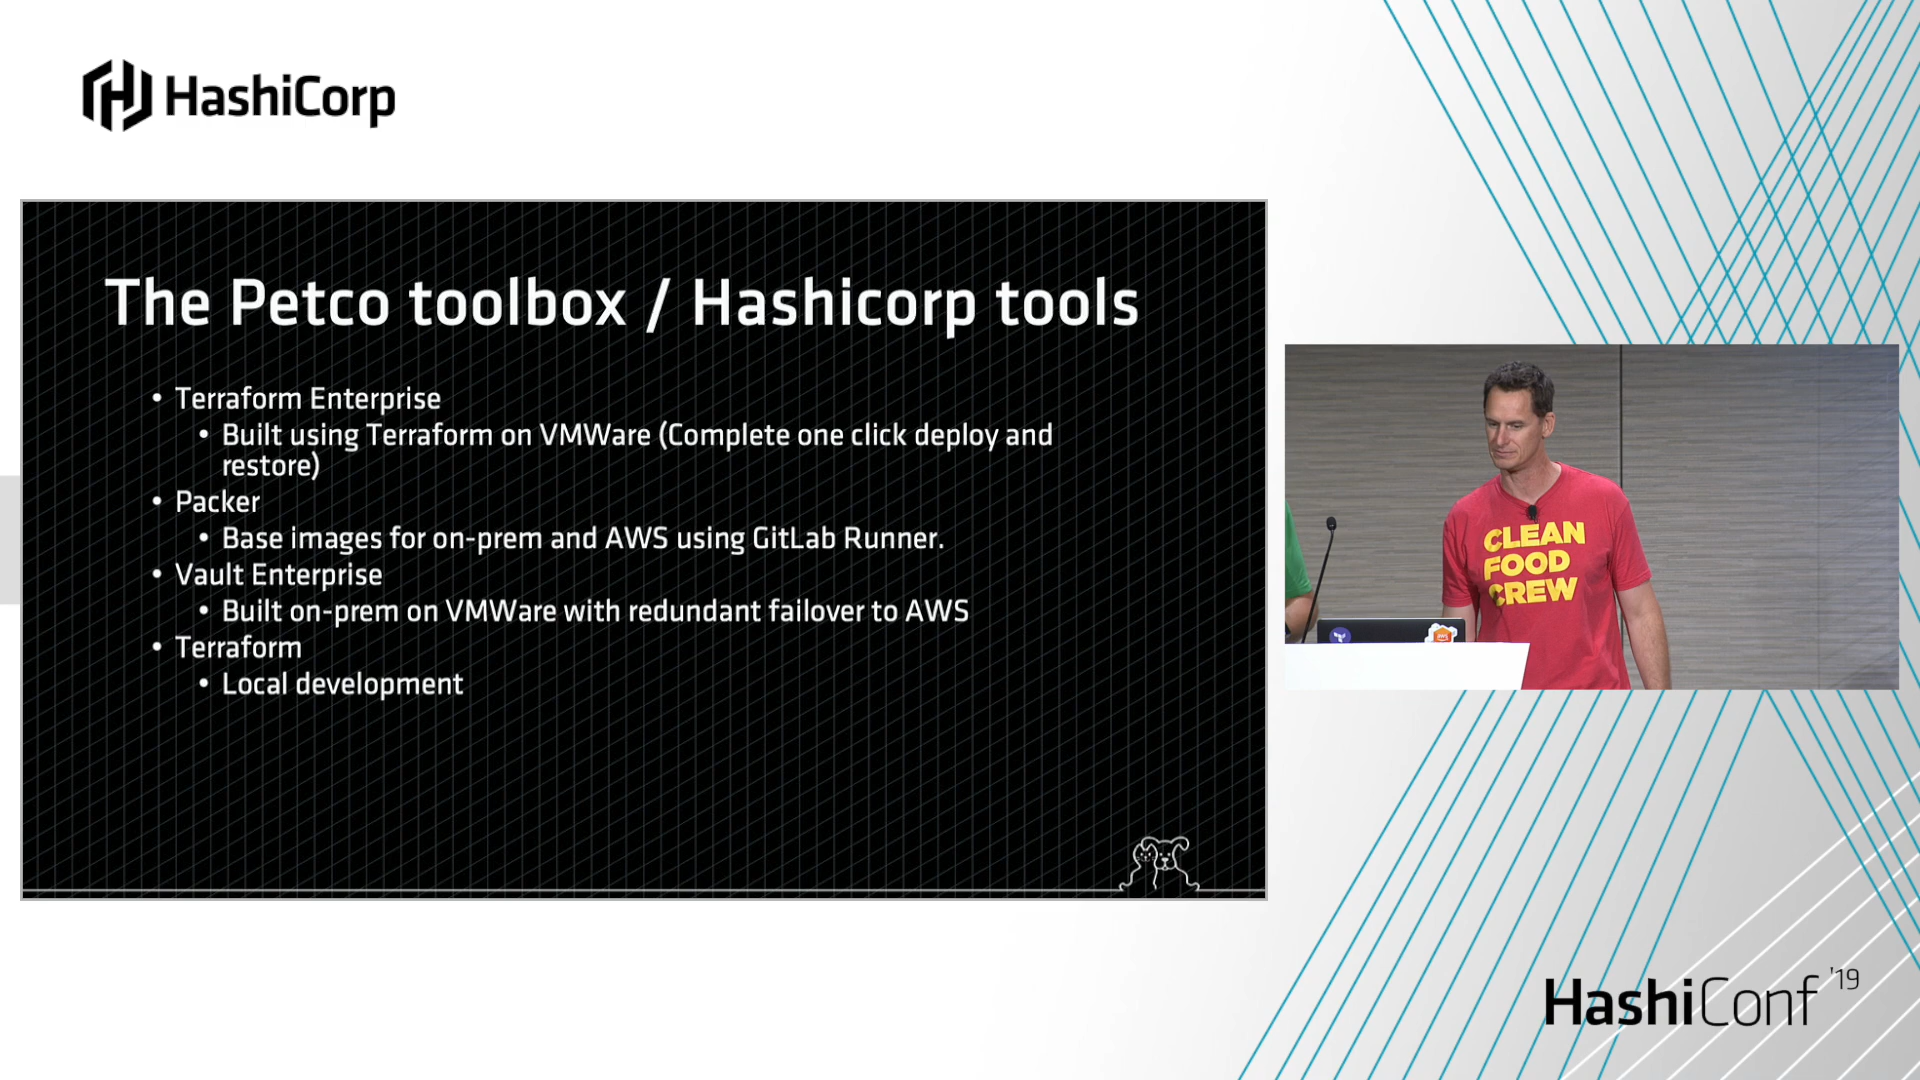 HashiCorp
The Petco toolbox / Hashicorp tools
• Terraform Enterprise
• Built using Terraform on VMWare (Complete one click deploy and
restore)
• Packer
• Base images for on-prem and AWS using GitLab Runner.
• Vault Enterprise
• Built on-prem on VMWare with redundant failover to AWS
• Terraform
• Local development
CLEAN
FOOD
CREW
HashiConf '19